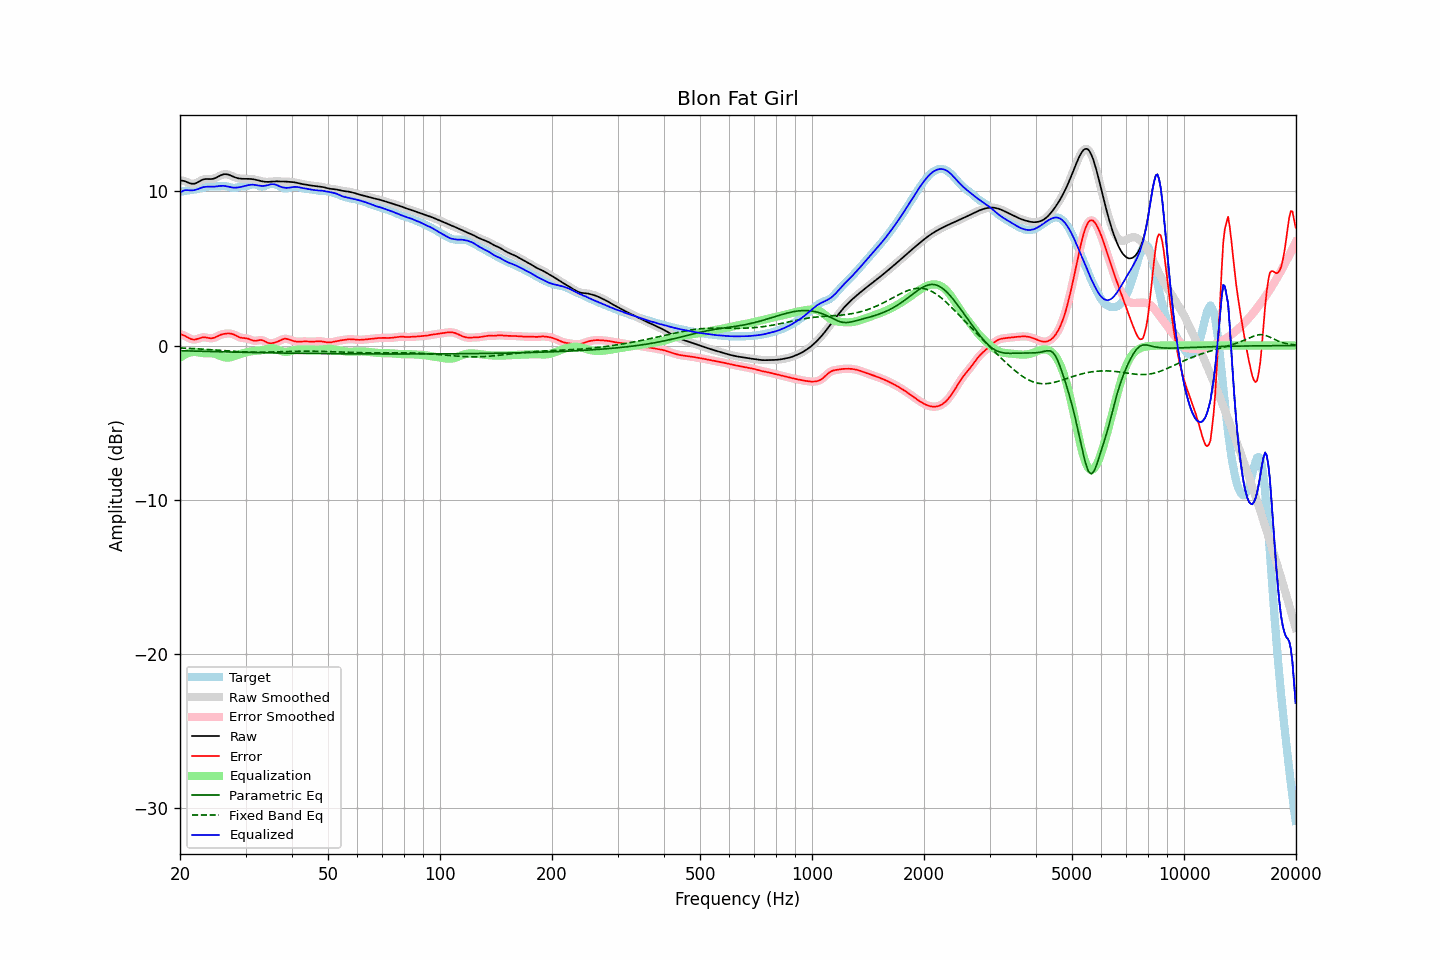 Blon Fat Girl
Amplitude (dBr)
10
0
−10
−20
−30
Target
Raw Smoothed
Error Smoothed
Raw
Error
Equalization
Parametric Eq
Fixed Band Eq
Equalized
20 50 100 200 500 1000 2000 5000 10000 20000
Frequency (Hz)